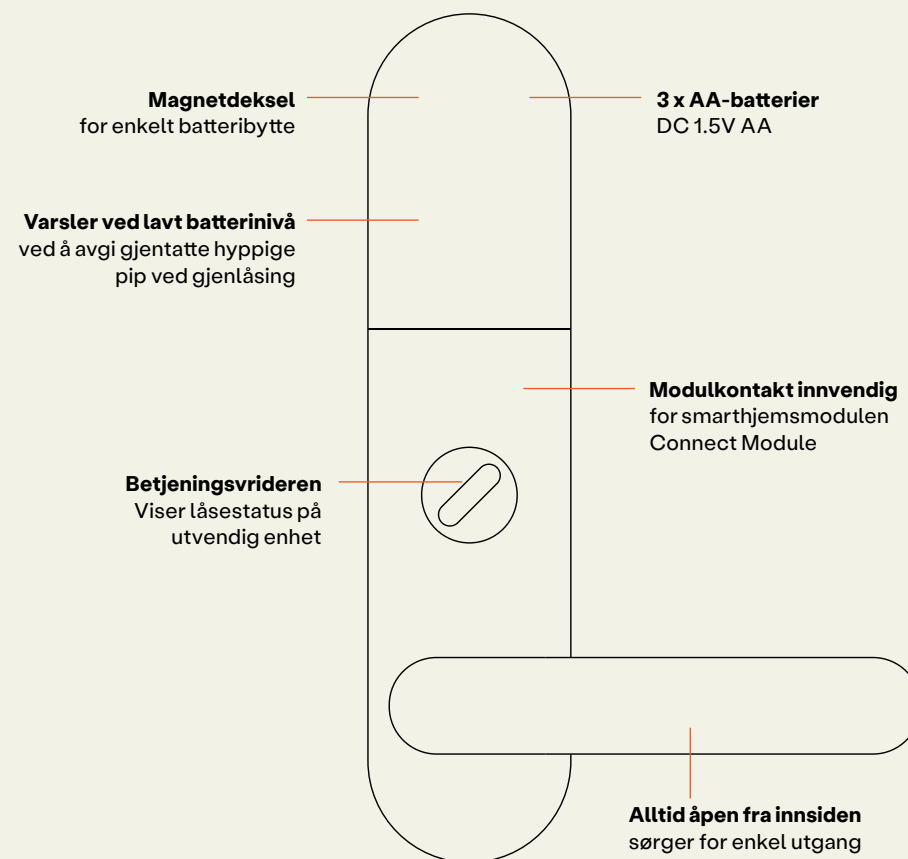 Magnetdeksel
for enkelt batteribytte
3 x AA-batterier
DC 1.5V AA
Varsler ved lavt batterinivå
ved å avgi gjentatte hyppige
pip ved gjenlåsing
Modulkontakt innvendig
for smarthjemsmodulen
Connect Module
Betjeningsvrideren
Viser låsestatus på
utvendig enhet
Alltid åpen fra innsiden
sørger for enkel utgang